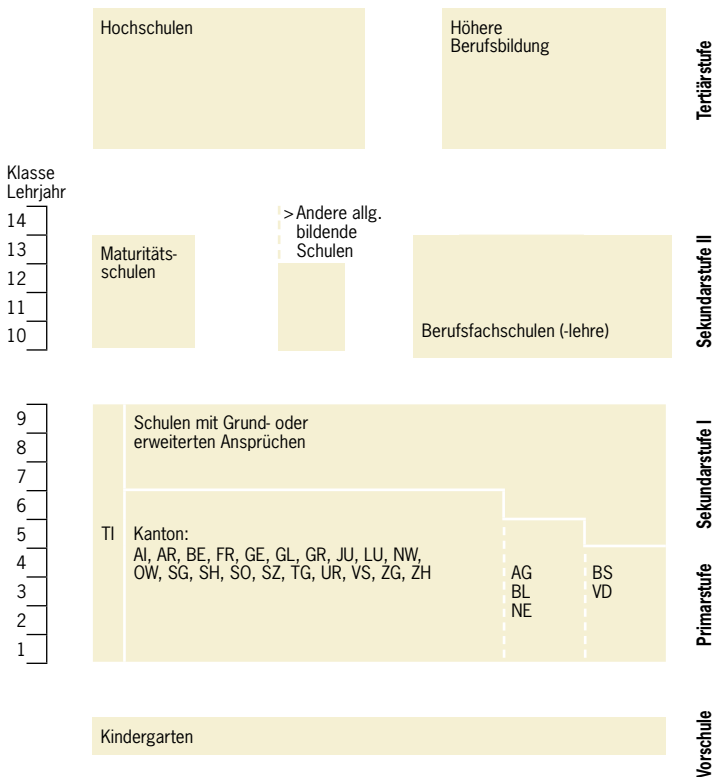 Hochschulen
Höhere
Berufsbildung
Tertiärstufe
Klasse
Lehrjahr
14
13
12
11
10
Maturitäts-
schulen
>Andere allg.
bildende
Schulen
Berufsfachschulen (-lehre)
Sekundarstufe II
9
8
7
6
5
4
3
2
1
TI
Schulen mit Grund- oder
erweiterten Ansprüchen
Kanton:
AI, AR, BE, FR, GE, GL, GR, JU, LU, NW,
OW, SG, SH, SO, SZ, TG, UR, VS, ZG, ZH
AG
BL
NE
BS
VD
Sekundarstufe I
Primarstufe
Kindergarten
Vorschule